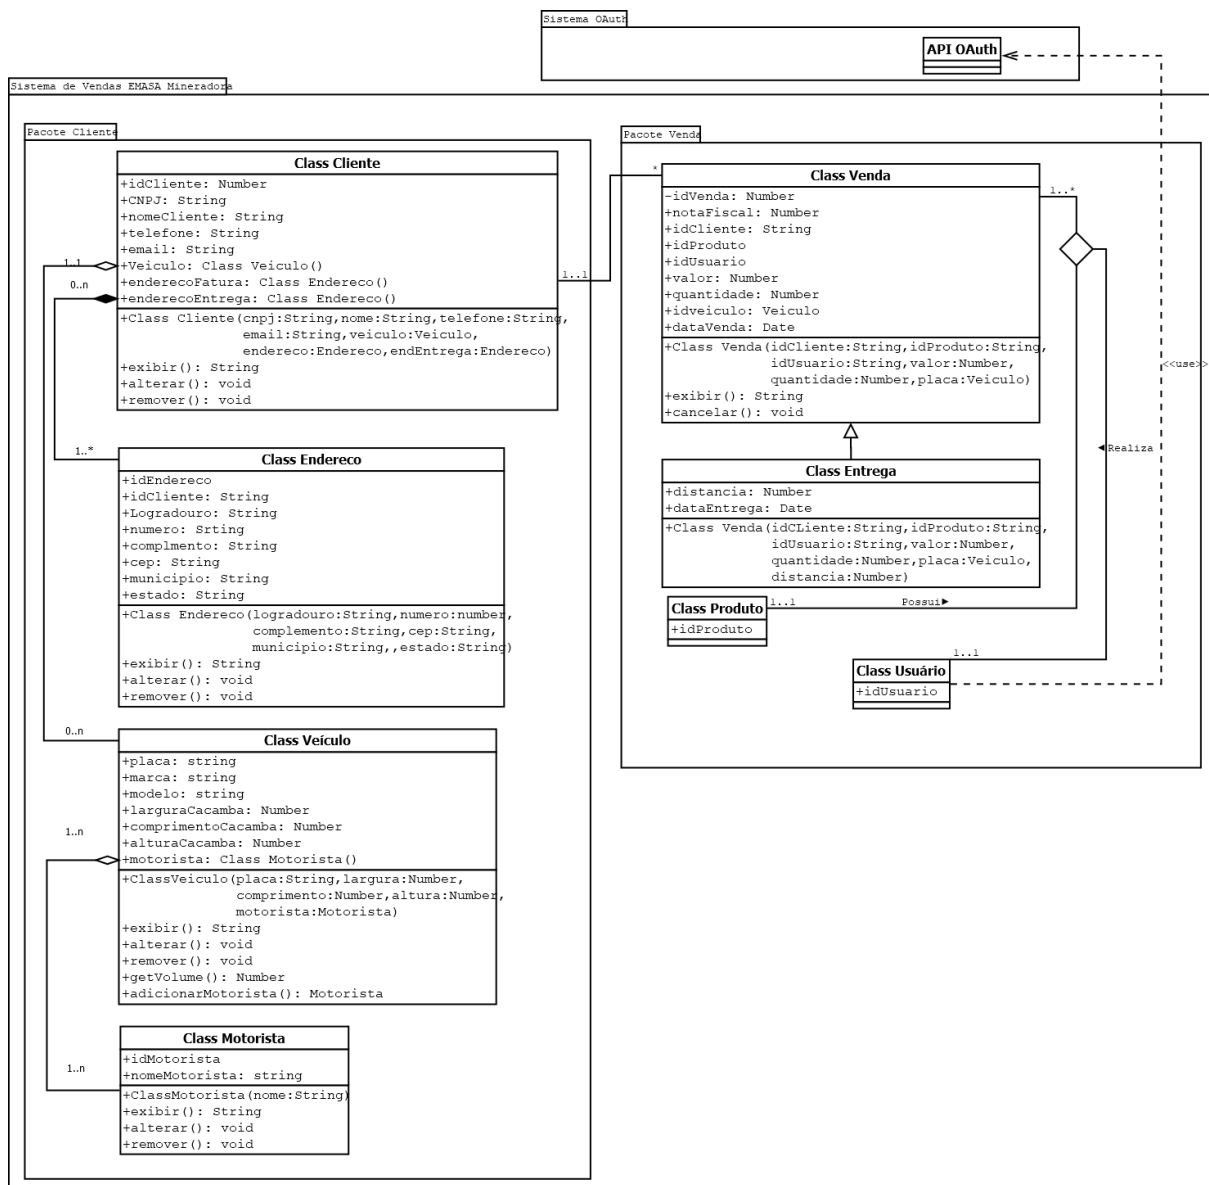 Sistema OAuth
API OAuth
Sistema de Vendas EMASA Mineradora
Pacote Cliente
Class Cliente
+idCliente: Number
+CNPJ: String
+nomeCliente: String
+telefone: String
+email: String
+Veiculo: Class Veiculo()
+enderecoFatura: Class Endereco()
+enderecoEntrega: Class Endereco()
+Class Cliente(cnpj:String,nome:String,telefone:String,
email:String,veiculo:Veiculo,
endereco:Endereco,endEntrega:Endereco)
+exibir(): String
+alterar(): void
+remover(): void
1..1
0..n
1..*
Class Endereco
+idEndereco
+idCliente: String
+Logradouro: String
+numero: Srting
+complmento: String
+cep: String
+municipio: String
+estado: String
+Class Endereco(logradouro:String,numero:number,
complemento:String,cep:String,
municipio:String,,estado:String)
+exibir(): String
+alterar(): void
+remover(): void
0..n
Class Veículo
+placa: string
+marca: string
+modelo: string
+larguraCacamba: Number
+comprimentoCacamba: Number
+alturaCacamba: Number
+motorista: Class Motorista()
+ClassVeiculo(placa:String,largura:Number,
comprimento:Number,altura:Number,
motorista:Motorista)
+exibir(): String
+alterar(): void
+remover(): void
+getVolume(): Number
+adicionarMotorista(): Motorista
1..n
1..n
Class Motorista
+idMotorista
+nomeMotorista: string
+ClassMotorista(nome:String)
+exibir(): String
+alterar(): void
+remover(): void
1..1
*
Pacote Venda
Class Venda
-idVenda: Number
+notaFiscal: Number
+idCliente: String
+idProduto
+idUsuario
+valor: Number
+quantidade: Number
+idveiculo: Veiculo
+dataVenda: Date
+Class Venda(idCliente:String,idProduto:String,
idUsuario:String,valor:Number,
quantidade:Number,placa:Veiculo)
+exibir(): String
+cancelar(): void
1..*
<<use>>
Realiza
Class Entrega
+distancia: Number
+dataEntrega: Date
+Class Venda(idCLiente:String,idProduto:String,
idUsuario:String,valor:Number,
quantidade:Number,placa:Veiculo,
distancia:Number)
Class Produto
+idProduto
1..1
Possui
1..1
Class Usuário
+idUsuario